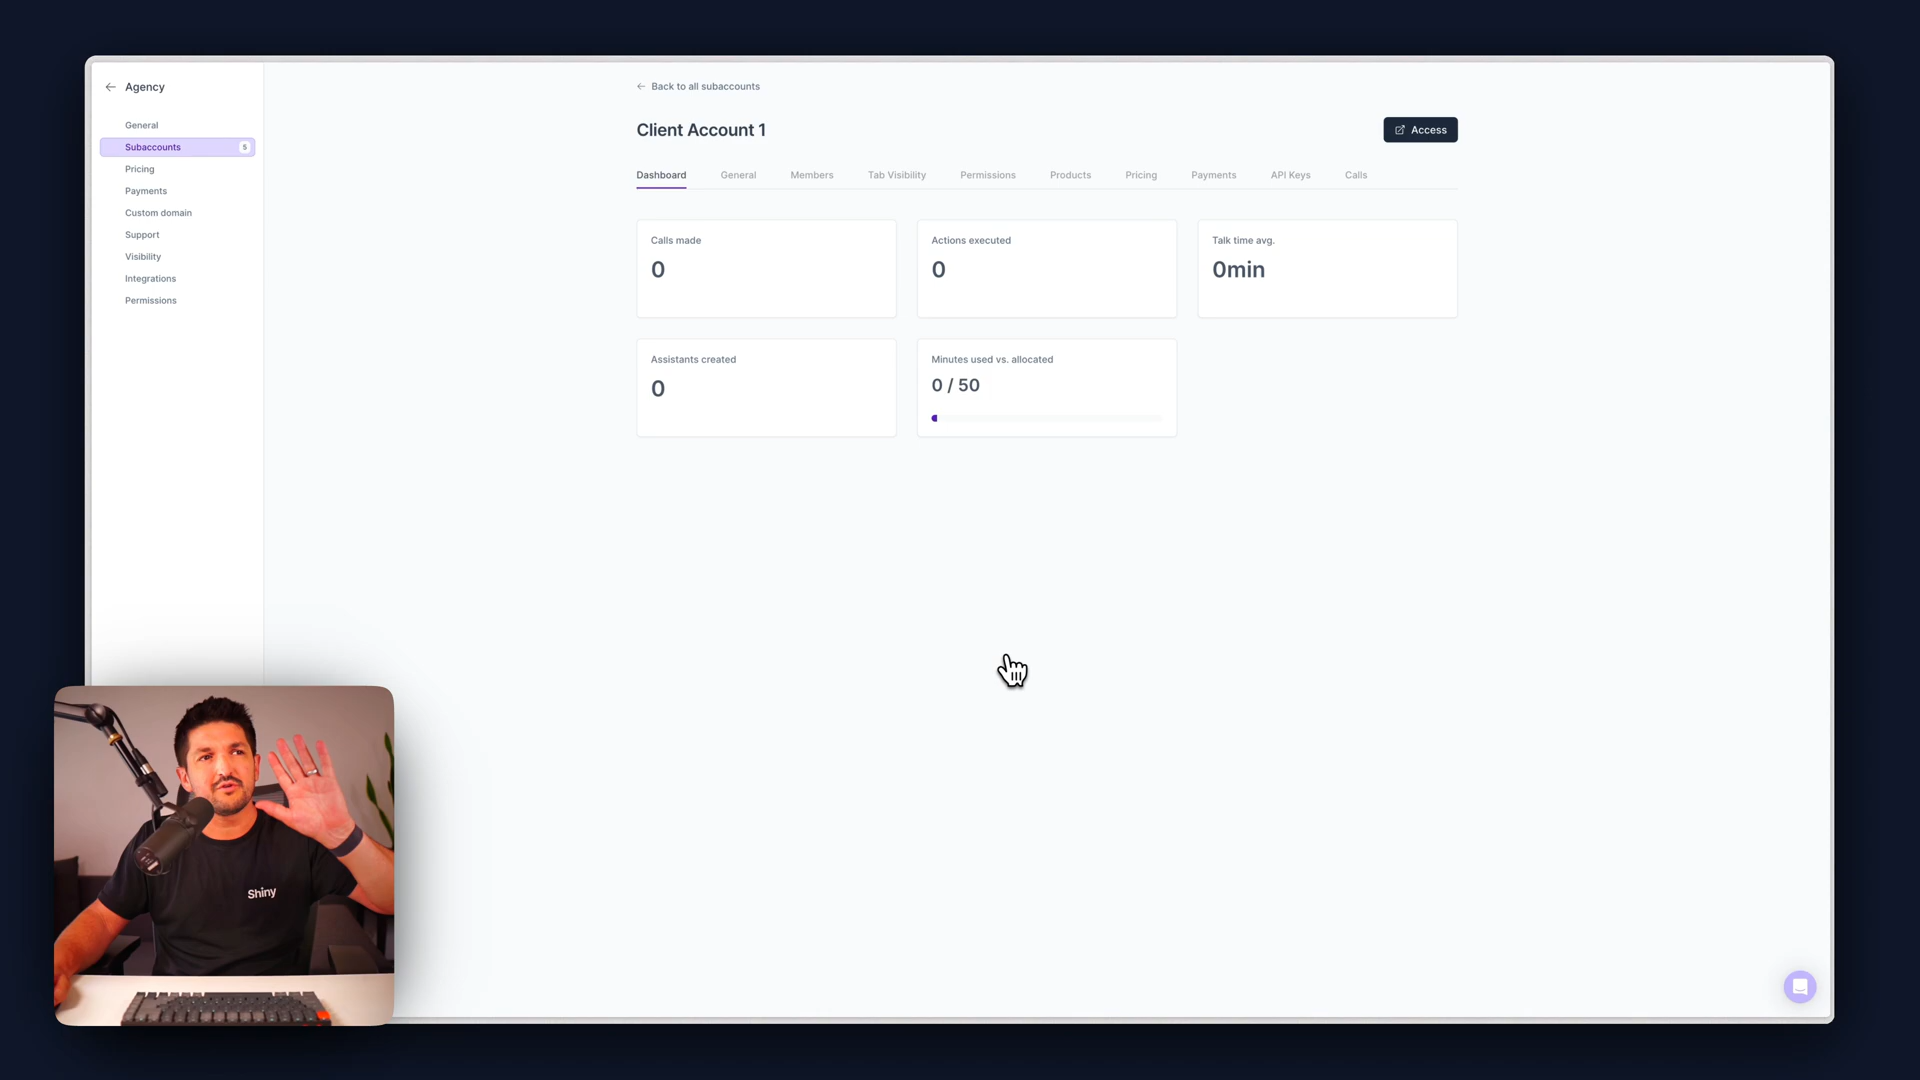 Agency
General
Subaccounts 5
Pricing
Payments
Custom domain
Support
Visibility
Integrations
Permissions
Back to all subaccounts
Client Account 1
Access
Dashboard General Members Tab Visibility Permissions Products Pricing Payments API Keys Calls
Calls made
0
Actions executed
0
Talk time avg.
0min
Assistants created
0
Minutes used vs. allocated
0 / 50
Shiny